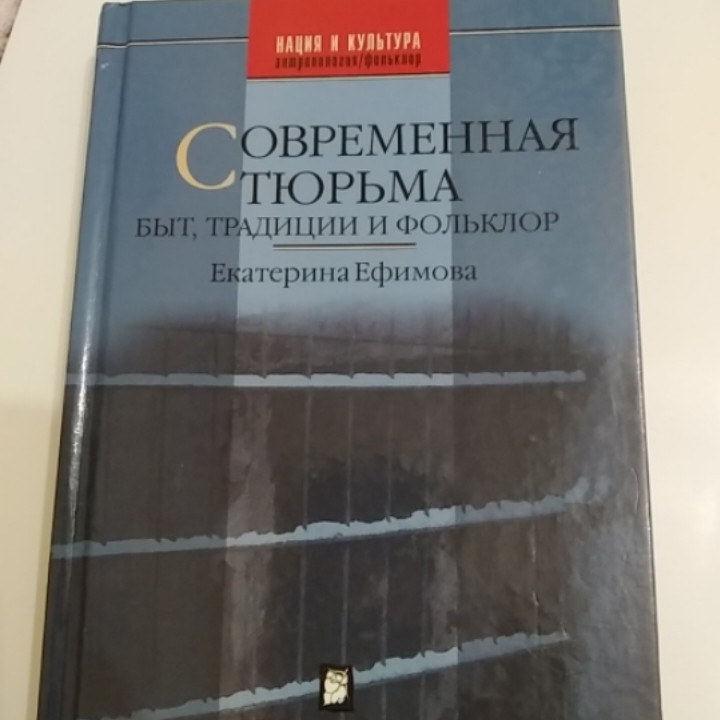 НАЦИЯ И КУЛЬТУРА
антропология/фольклор
СОВРЕМЕННАЯ
ТЮРЬМА
БЫТ, ТРАДИЦИИ И ФОЛЬКЛОР
Екатерина Ефимова